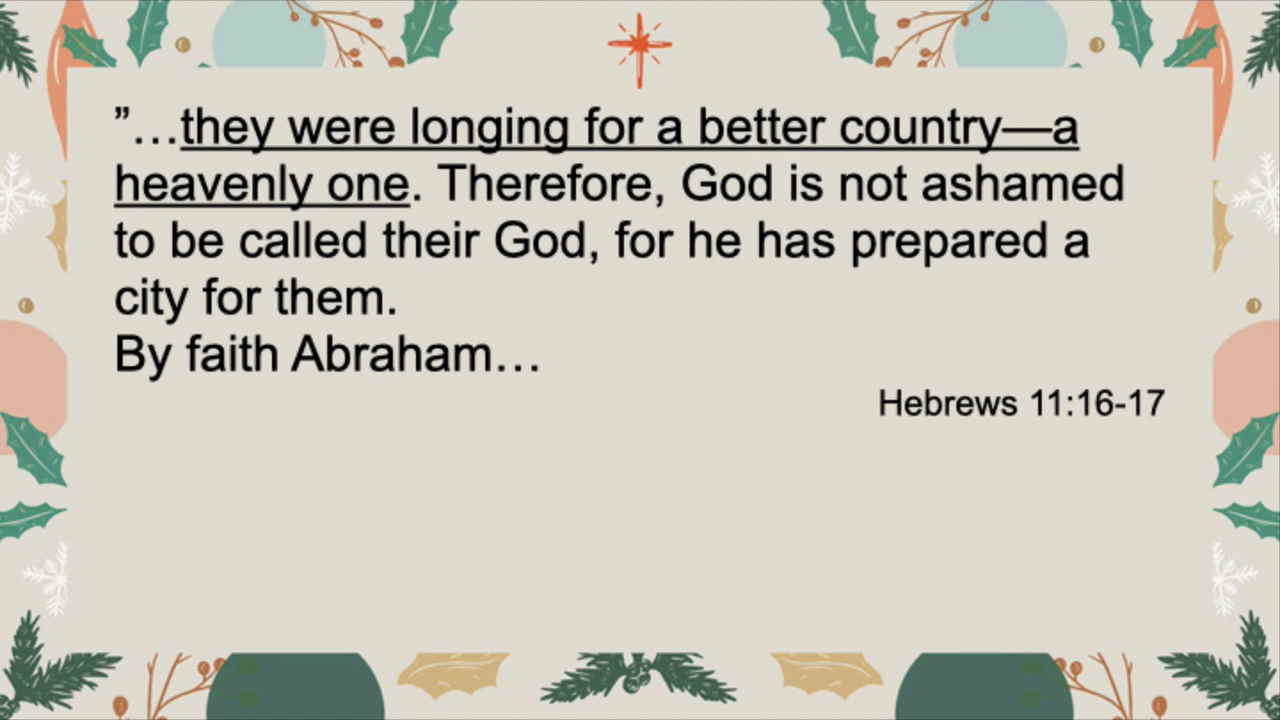 ”…they were longing for a better country—a
heavenly one. Therefore, God is not ashamed
to be called their God, for he has prepared a
city for them.
By faith Abraham…
Hebrews 11:16-17